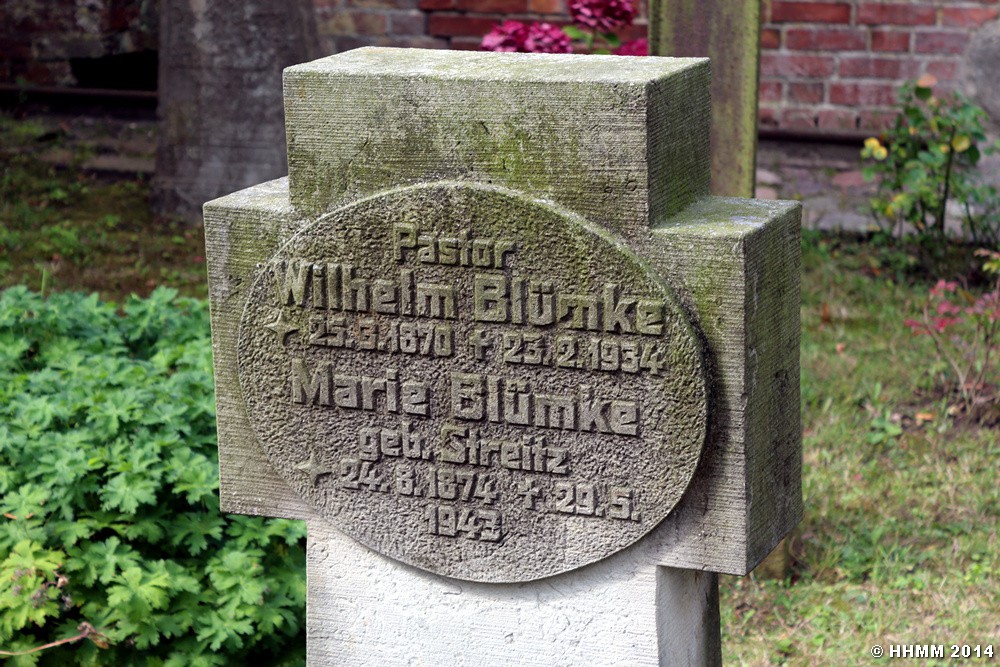 Pastor
Wilhelm Blümke
25.3.1870 ✝ 25.2.1934
Marie Blümke
geb. Streitz
24.6.1874 ✝ 29.5.
1943
© HHMM 2014